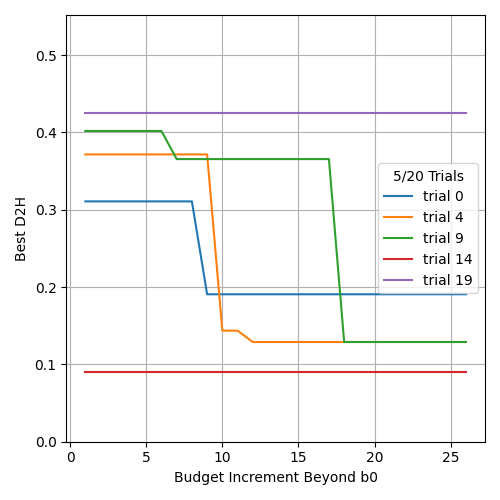 0.5
0.4
0.3
0.2
0.1
0.0
Best D2H
5/20 Trials
trial 0
trial 4
trial 9
trial 14
trial 19
0 5 10 15 20 25
Budget Increment Beyond b0